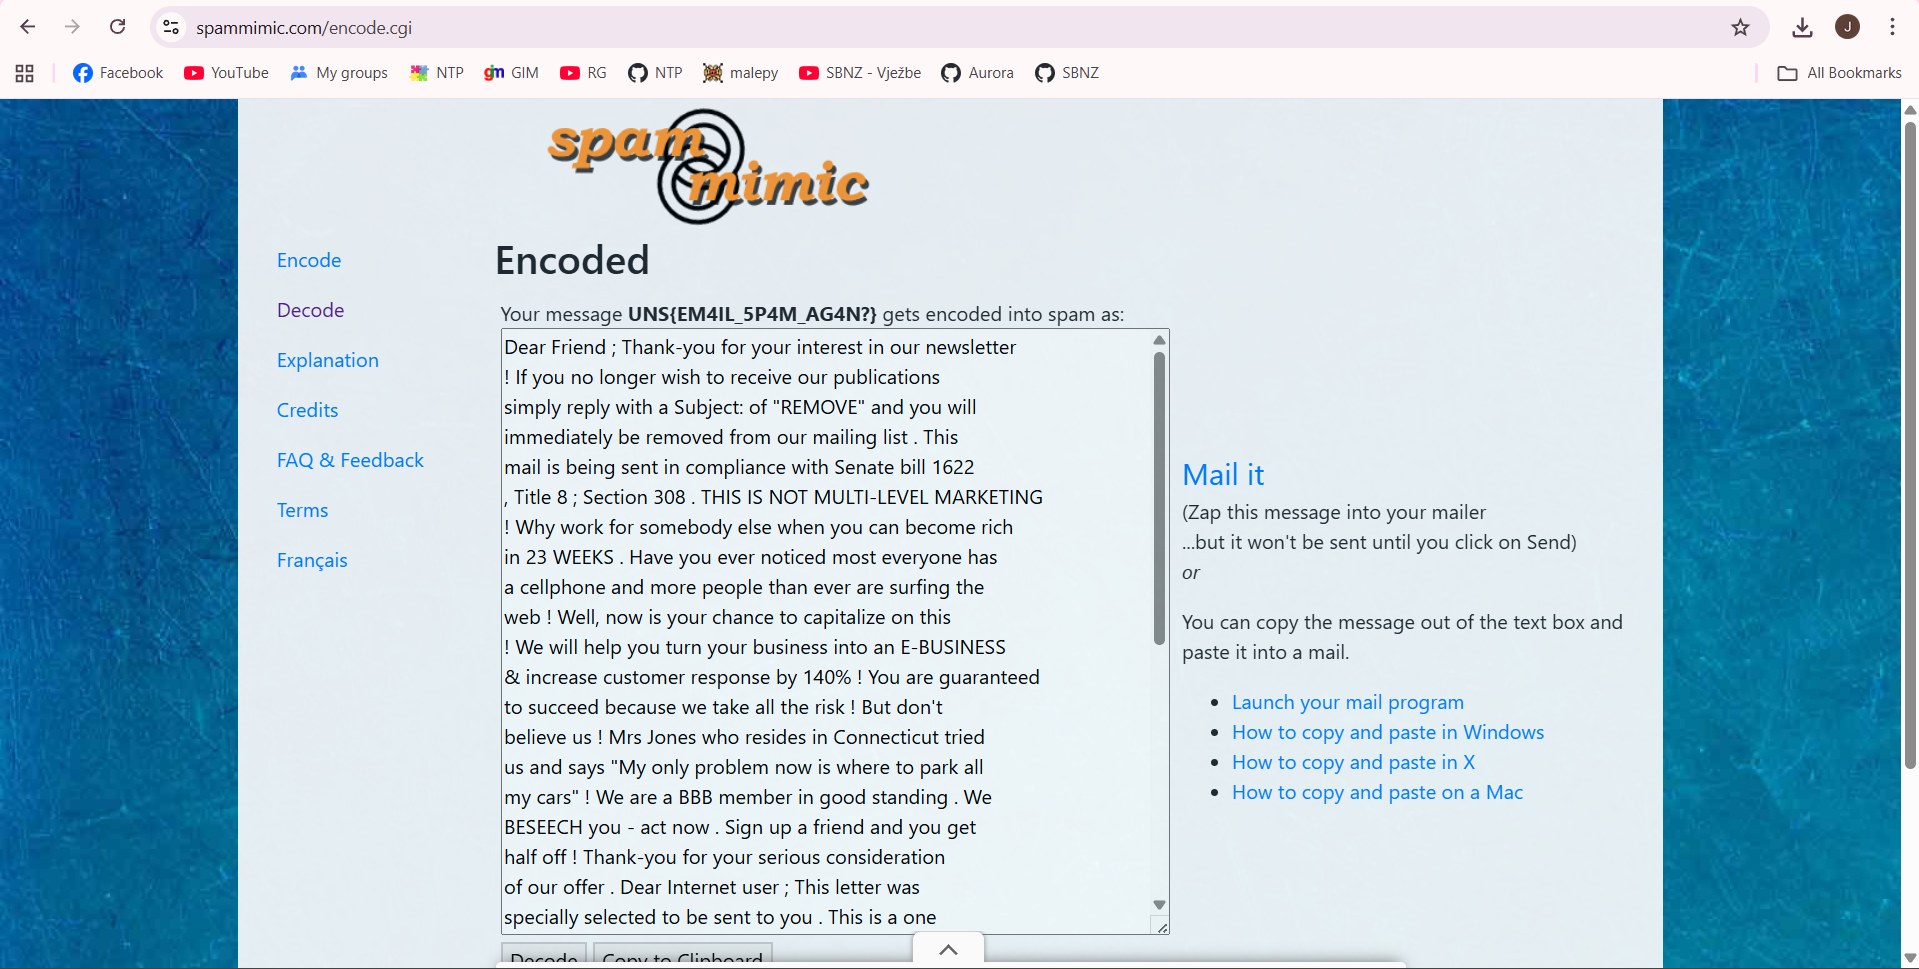 spammimic.com/encode.cgi
J
Facebook
YouTube
My groups
NTP
gm GIM
RG
NTP
malepy
SBNZ - Vježbe
Aurora
SBNZ
All Bookmarks
spam
mimic
Encode
Decode
Explanation
Credits
FAQ & Feedback
Terms
Français
Encoded
Your message UNS{EM4IL_5P4M_AG4N?} gets encoded into spam as:
Dear Friend ; Thank-you for your interest in our newsletter
! If you no longer wish to receive our publications
simply reply with a Subject: of "REMOVE" and you will
immediately be removed from our mailing list . This
mail is being sent in compliance with Senate bill 1622
, Title 8 ; Section 308 . THIS IS NOT MULTI-LEVEL MARKETING
! Why work for somebody else when you can become rich
in 23 WEEKS . Have you ever noticed most everyone has
a cellphone and more people than ever are surfing the
web ! Well, now is your chance to capitalize on this
! We will help you turn your business into an E-BUSINESS
& increase customer response by 140% ! You are guaranteed
to succeed because we take all the risk ! But don't
believe us ! Mrs Jones who resides in Connecticut tried
us and says "My only problem now is where to park all
my cars" ! We are a BBB member in good standing . We
BESEECH you - act now . Sign up a friend and you get
half off ! Thank-you for your serious consideration
of our offer . Dear Internet user ; This letter was
specially selected to be sent to you . This is a one
Decode
Copy to Clipboard
Mail it
(Zap this message into your mailer
...but it won't be sent until you click on Send)
or
You can copy the message out of the text box and
paste it into a mail.
Launch your mail program
How to copy and paste in Windows
How to copy and paste in X
How to copy and paste on a Mac